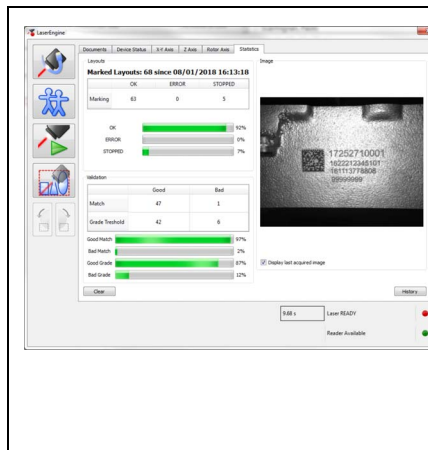 LaserEngine
Documents Device Status X-Y Axis Z Axis Rotor Axis Statistics
Layouts
Marked Layouts: 68 since 08/01/2018 16:13:18
OK ERROR STOPPED
Marking 63 0 5
OK 92%
ERROR 0%
STOPPED 7%
Validation
Good Bad
Match 47 1
Grade Treshold 42 6
Good Match 97%
Bad Match 2%
Good Grade 87%
Bad Grade 12%
Clear
Image
17252710001
1622212345101
161113778808
99999999
Display last acquired image
History
9.68 s Laser READY
Reader Available